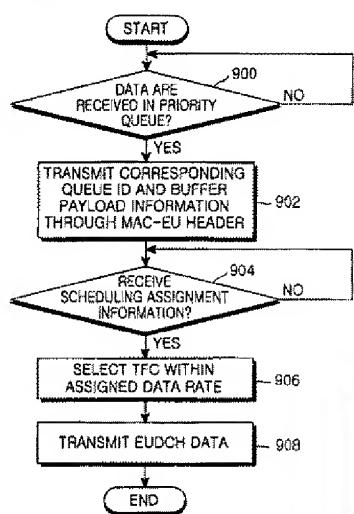 START
900
DATA ARE
RECEIVED IN PRIORITY
QUEUE?
NO
YES
TRANSMIT CORRESPONDING
QUEUE ID AND BUFFER
PAYLOAD INFORMATION
THROUGH MAC-EU HEADER
902
904
RECEIVE
SCHEDULING ASSIGNMENT
INFORMATION?
NO
YES
SELECT TFC WITHIN
ASSIGNED DATA RATE
906
TRANSMIT EUDCH DATA
908
END